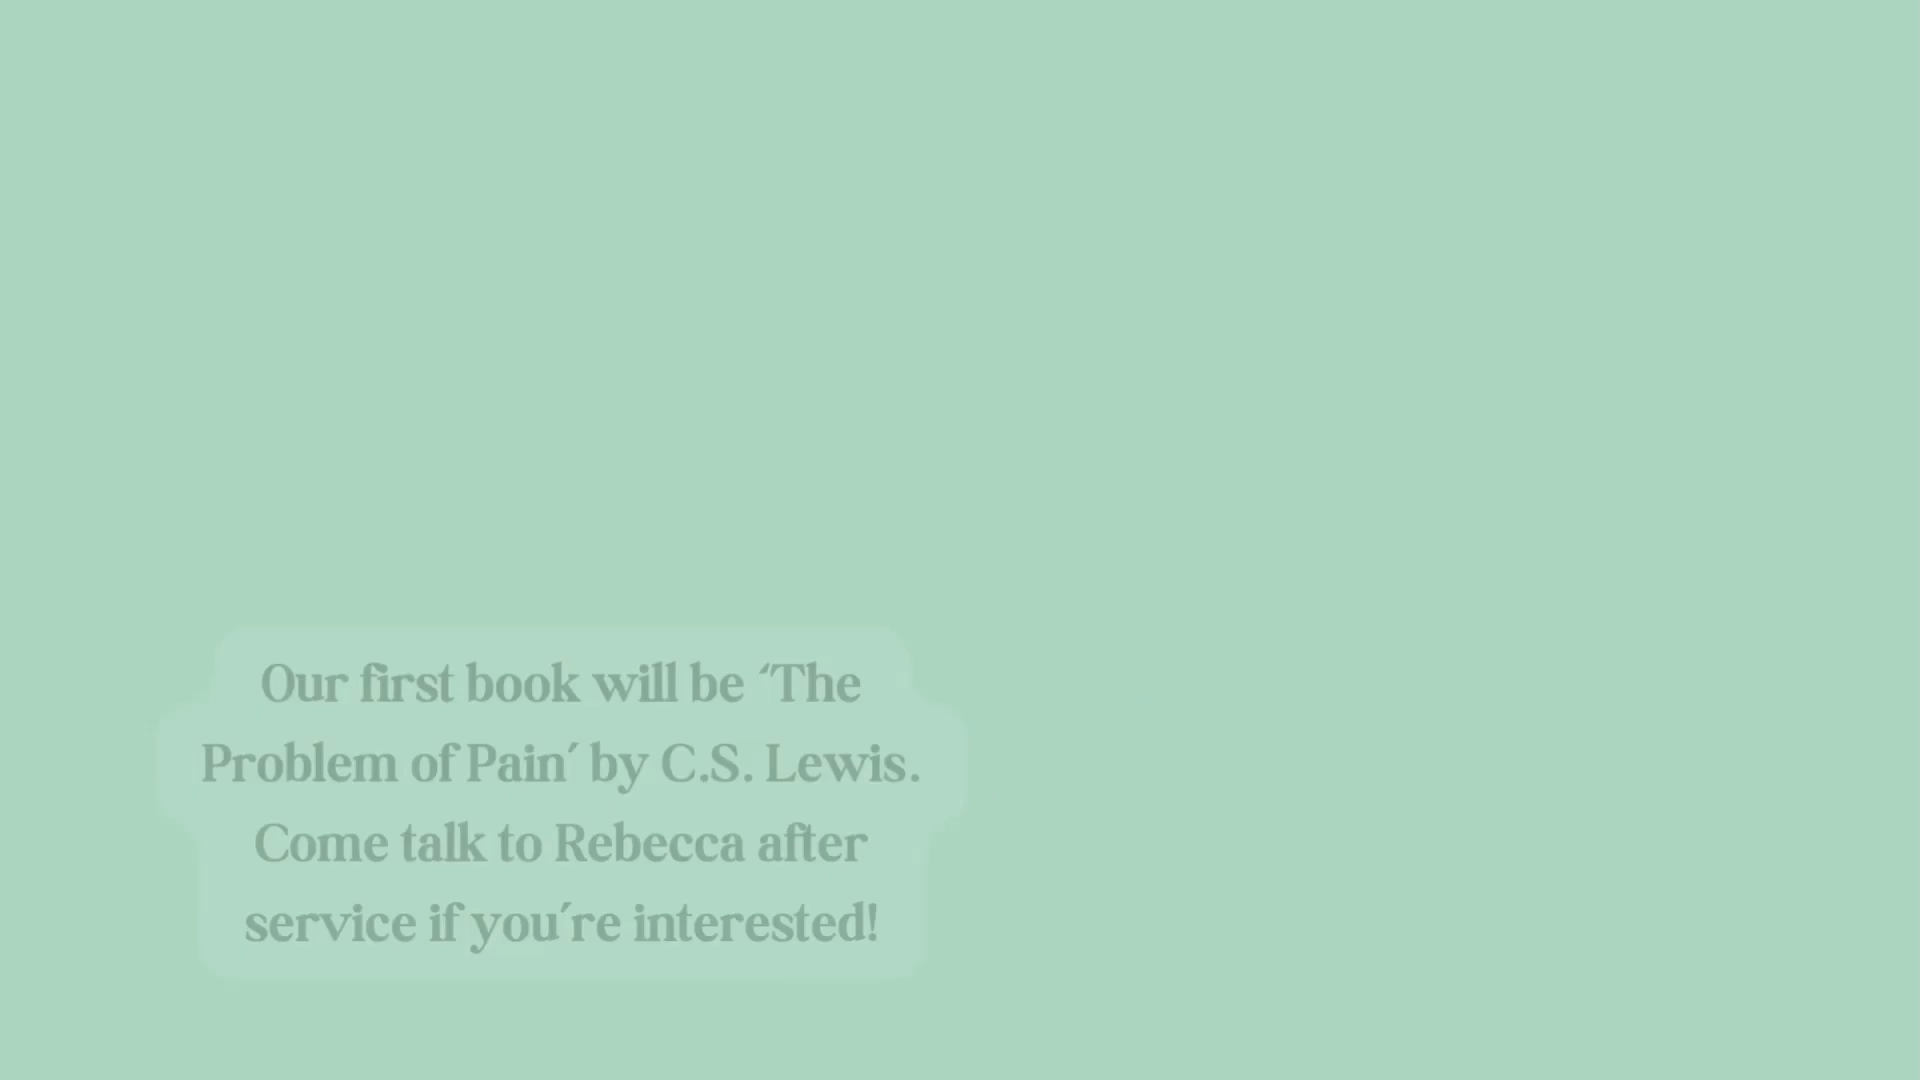 Our first book will be ‘The
Problem of Pain’ by C.S. Lewis.
Come talk to Rebecca after
service if you’re interested!